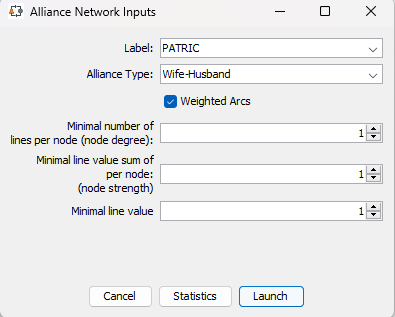 Alliance Network Inputs
Label: PATRIC
Alliance Type: Wife-Husband
Weighted Arcs
Minimal number of
lines per node (node degree): 1
Minimal line value sum of
per node: 1
(node strength)
Minimal line value 1
Cancel Statistics Launch